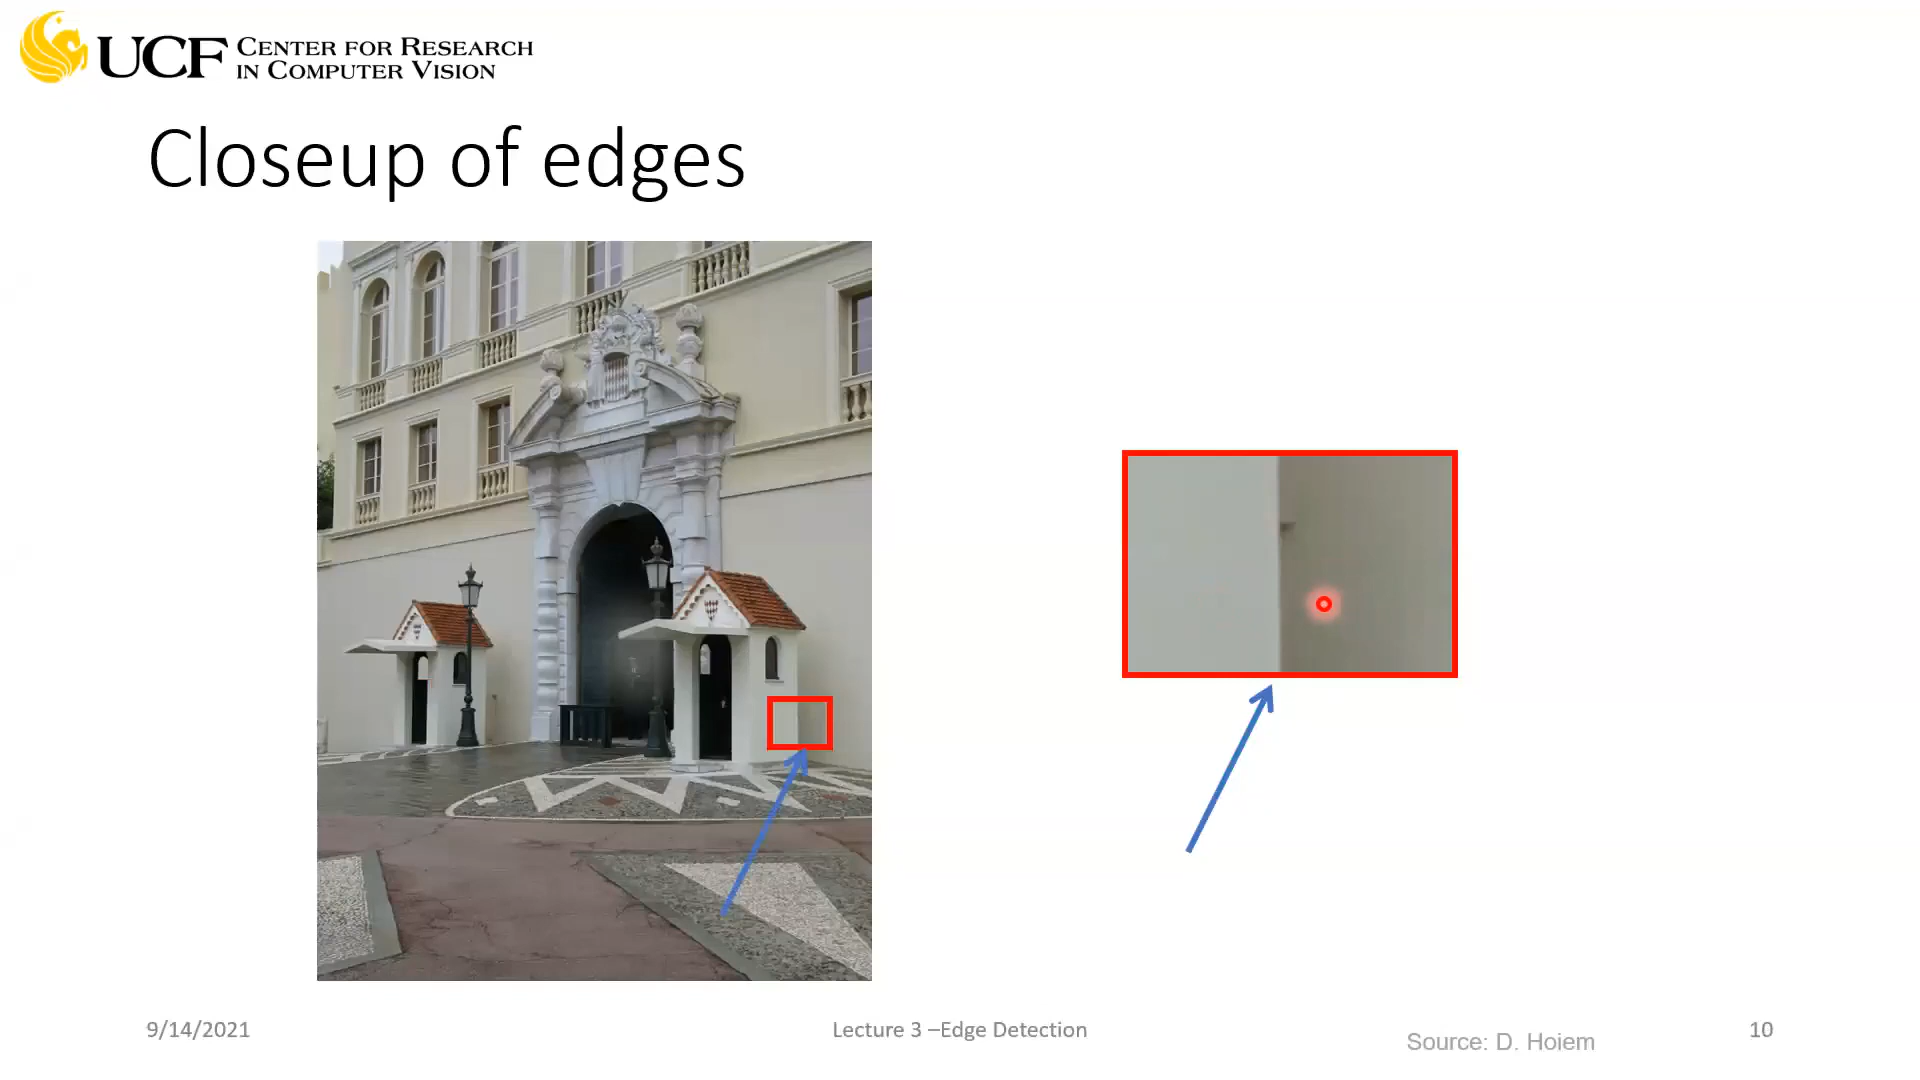 UCF CENTER FOR RESEARCH
IN COMPUTER VISION
Closeup of edges
9/14/2021
Lecture 3 –Edge Detection
Source: D. Hoiem
10